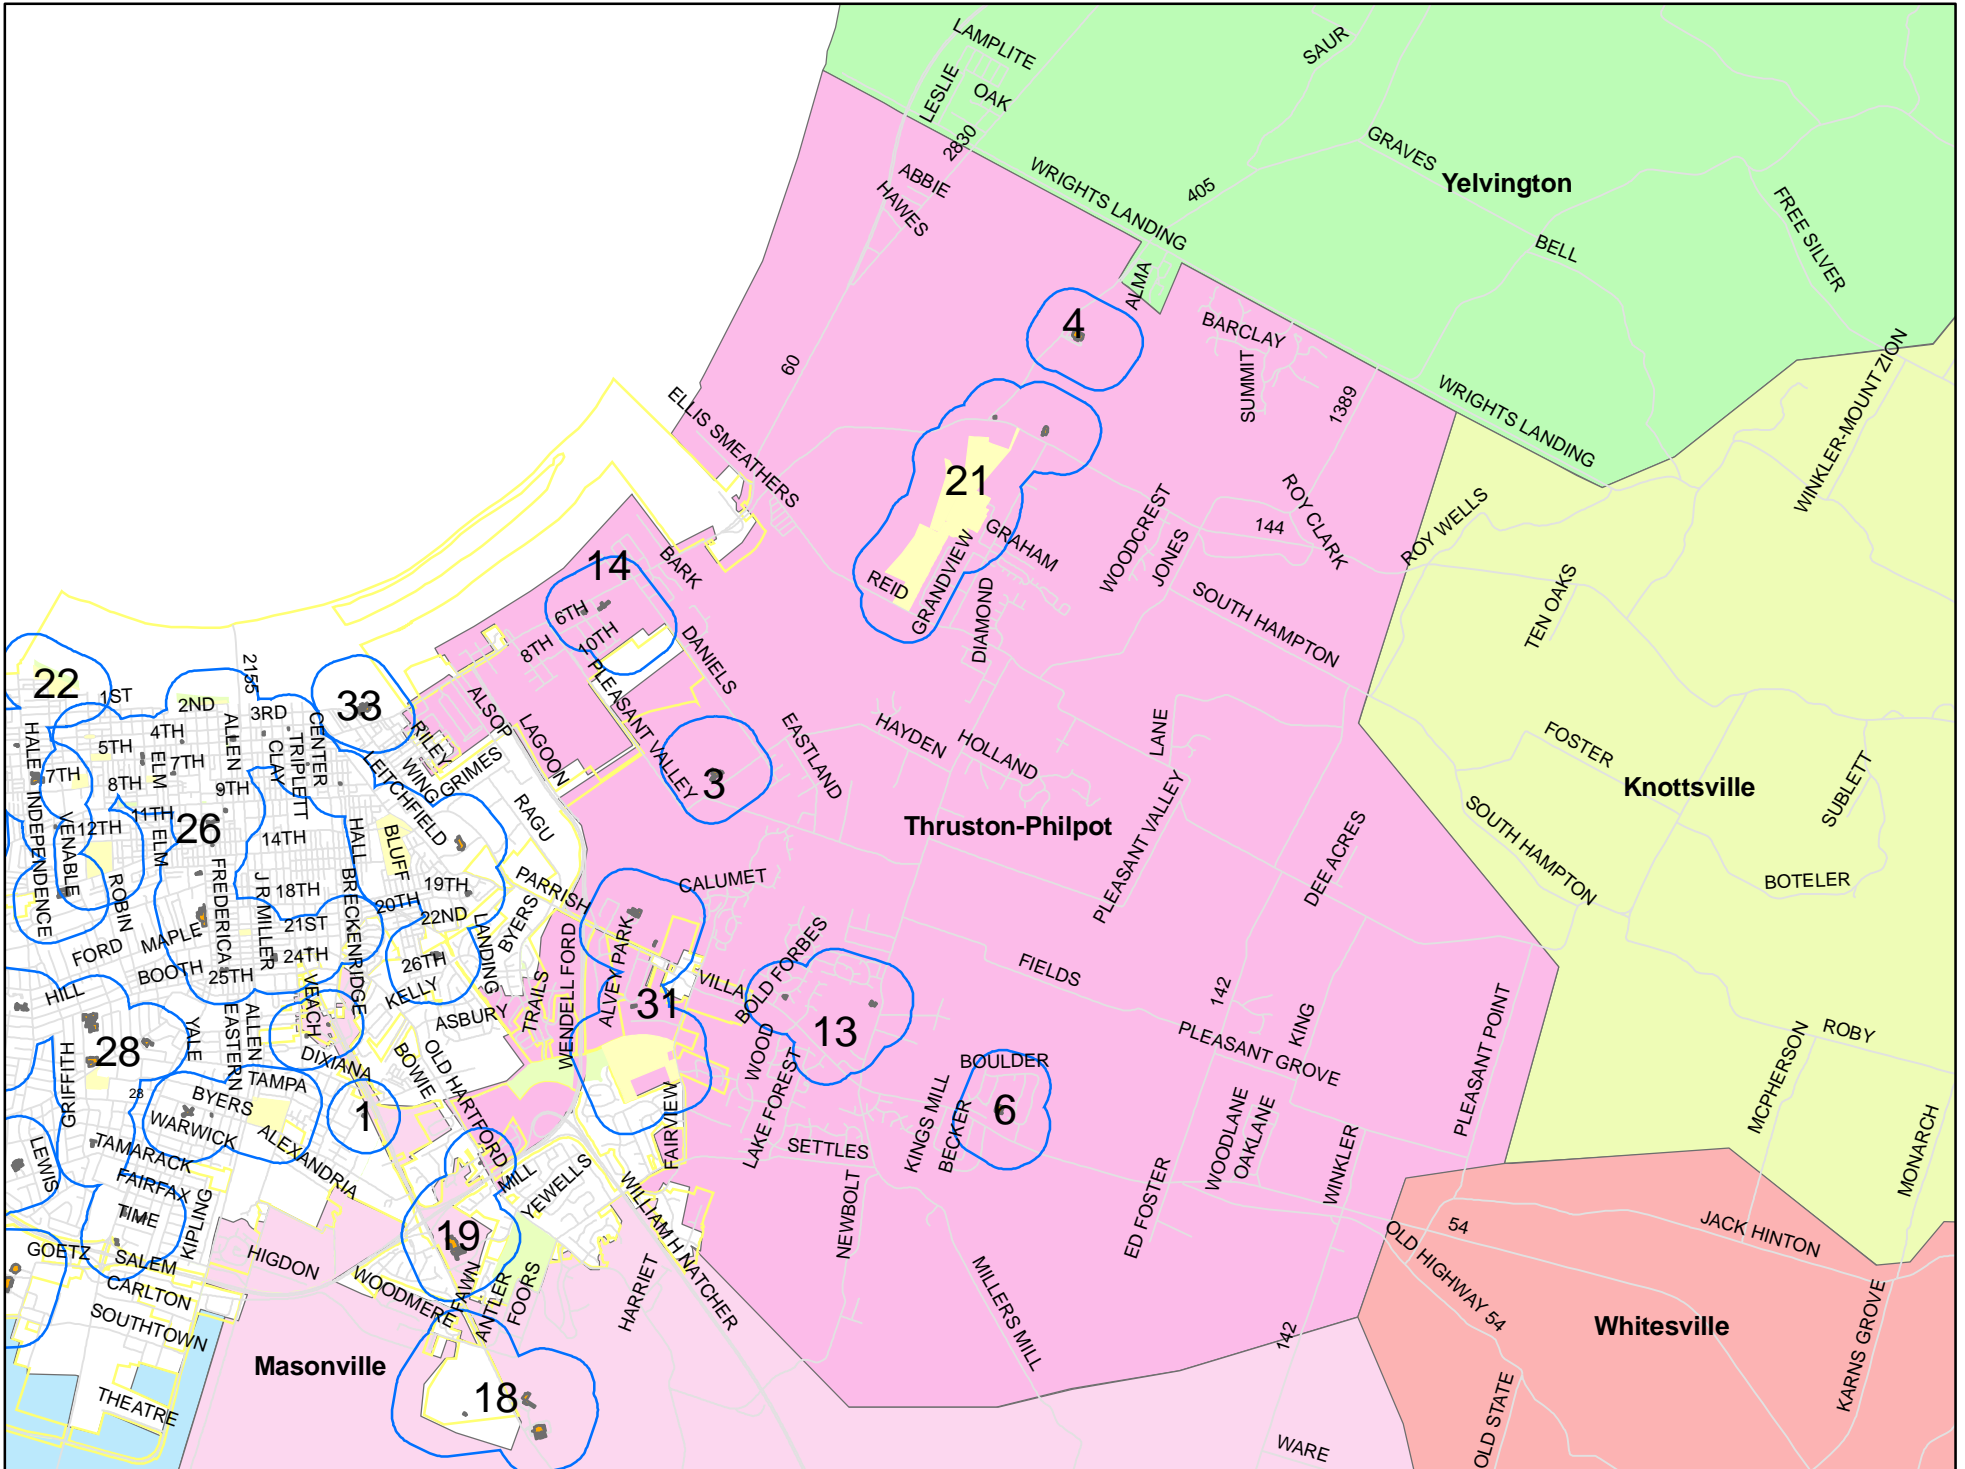 LAMPLITE
SAUR
LESLIE
OAK
2830
GRAVES
ABBIE
WRIGHTS LANDING
405
Yelvington
HAWES
FREE SILVER
BELL
ALMA
4
BARCLAY
60
SUMMIT
1389
WRIGHTS LANDING
WINKLER-MOUNT ZION
ELLIS SMEATHERS
21
ROY CLARK
144
ROY WELLS
WOODCREST
GRAHAM
JONES
14
BARK
REID
GRANDVIEW
DIAMOND
SOUTH HAMPTON
TEN OAKS
6TH
10TH
8TH
DANIELS
PLEASANT VALLEY
22
1ST
2155
2ND
3RD
33
ALSOP
LAGOON
EASTLAND
HAYDEN
HOLLAND
LANE
FOSTER
HALE
4TH
5TH
ELM
7TH
ALLEN
CLAY
TRIPLETT
CENTER
RILEY
WING
GRIMES
LEITCHFIELD
3
Knottsville
SUBLETT
7TH
8TH
9TH
RAGU
PLEASANT VALLEY
SOUTH HAMPTON
INDEPENDENCE
VENABLE
12TH
11TH
ELM
26
14TH
HALL
BLUFF
Thruston-Philpot
DEE ACRES
BOTELER
ROBIN
FREDERICA
J R MILLER
18TH
BRECKENRIDGE
19TH
20TH
22ND
PARRISH
CALUMET
FORD
MAPLE
21ST
24TH
BYERS
LANDING
BOOTH
25TH
26TH
KELLY
ALVEY PARK
VILLA
BOLD FORBES
FIELDS
HILL
VEACH
ASBURY
TRAILS
WENDELL FORD
31
13
142
KING
PLEASANT POINT
28
YALE
EASTERN
ALLEN
DIXIANA
BOWIE
OLD HARTFORD
WOOD
LAKE FOREST
BOULDER
PLEASANT GROVE
MCPHERSON
ROBY
GRIFFITH
28
BYERS
TAMPA
WARWICK
1
FAIRVIEW
KINGS MILL
BECKER
6
WOODLANE
OAKLANE
WINKLER
MONARCH
LEWIS
TAMARACK
ALEXANDRIA
FAIRFAX
TIME
KIPLING
MILL
YEWELLS
SETTLES
NEWBOLT
ED FOSTER
WILLIAM H NATCHER
GOETZ
SALEM
CARLTON
SOUTHTOWN
HIGDON
19
WOODMERE
FAWN
ANTLER
FOORS
HARRIET
MILLERS MILL
54
OLD HIGHWAY 54
JACK HINTON
142
Whitesville
KARNS GROVE
Masonville
THEATRE
18
WARE
OLD STATE